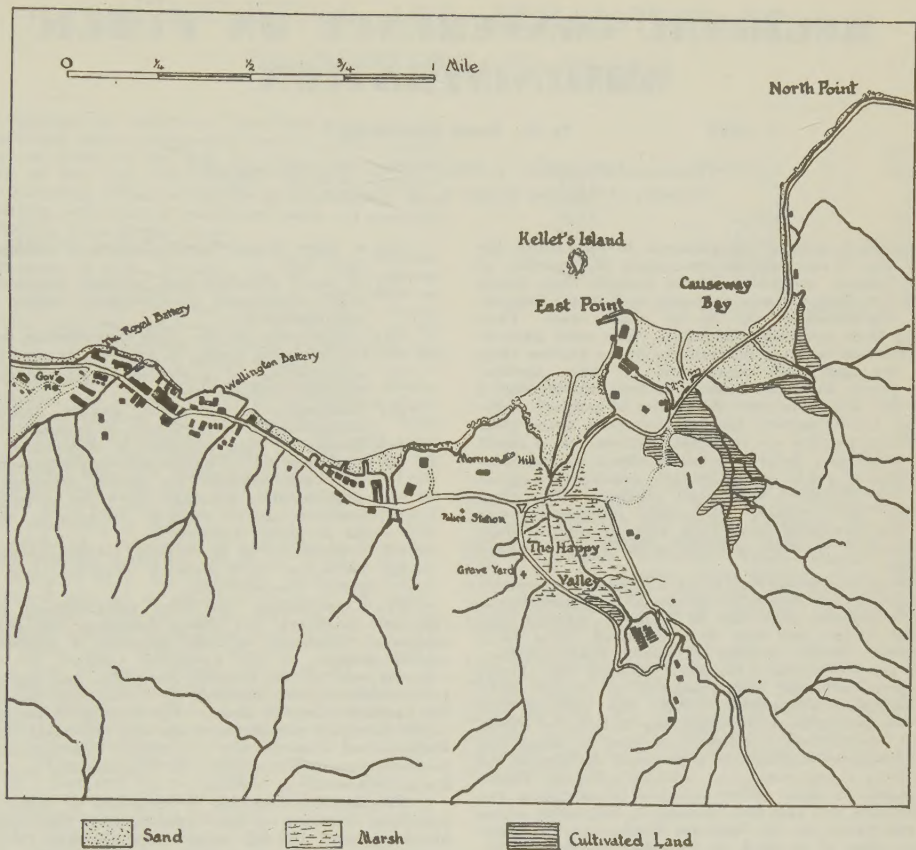 0 ¼ ½ ¾ 1 Mile
North Point
Kellet's Island
Causeway
Bay
East Point
The Royal Battery
Wellington Battery
Gov't
Morrison Hill
Police Station
The Happy
Valley
Grave Yard
Sand
Marsh
Cultivated Land